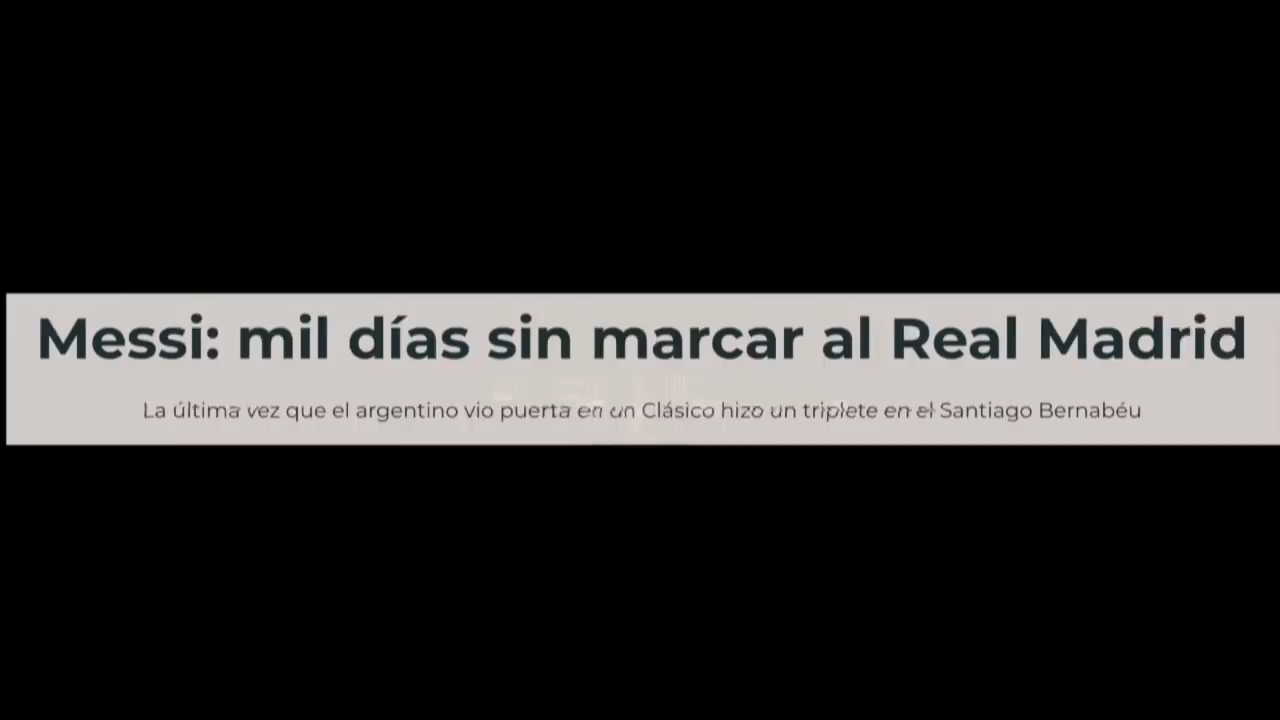 Messi: mil días sin marcar al Real Madrid
La última vez que el argentino vio puerta en un Clásico hizo un triplete en el Santiago Bernabéu